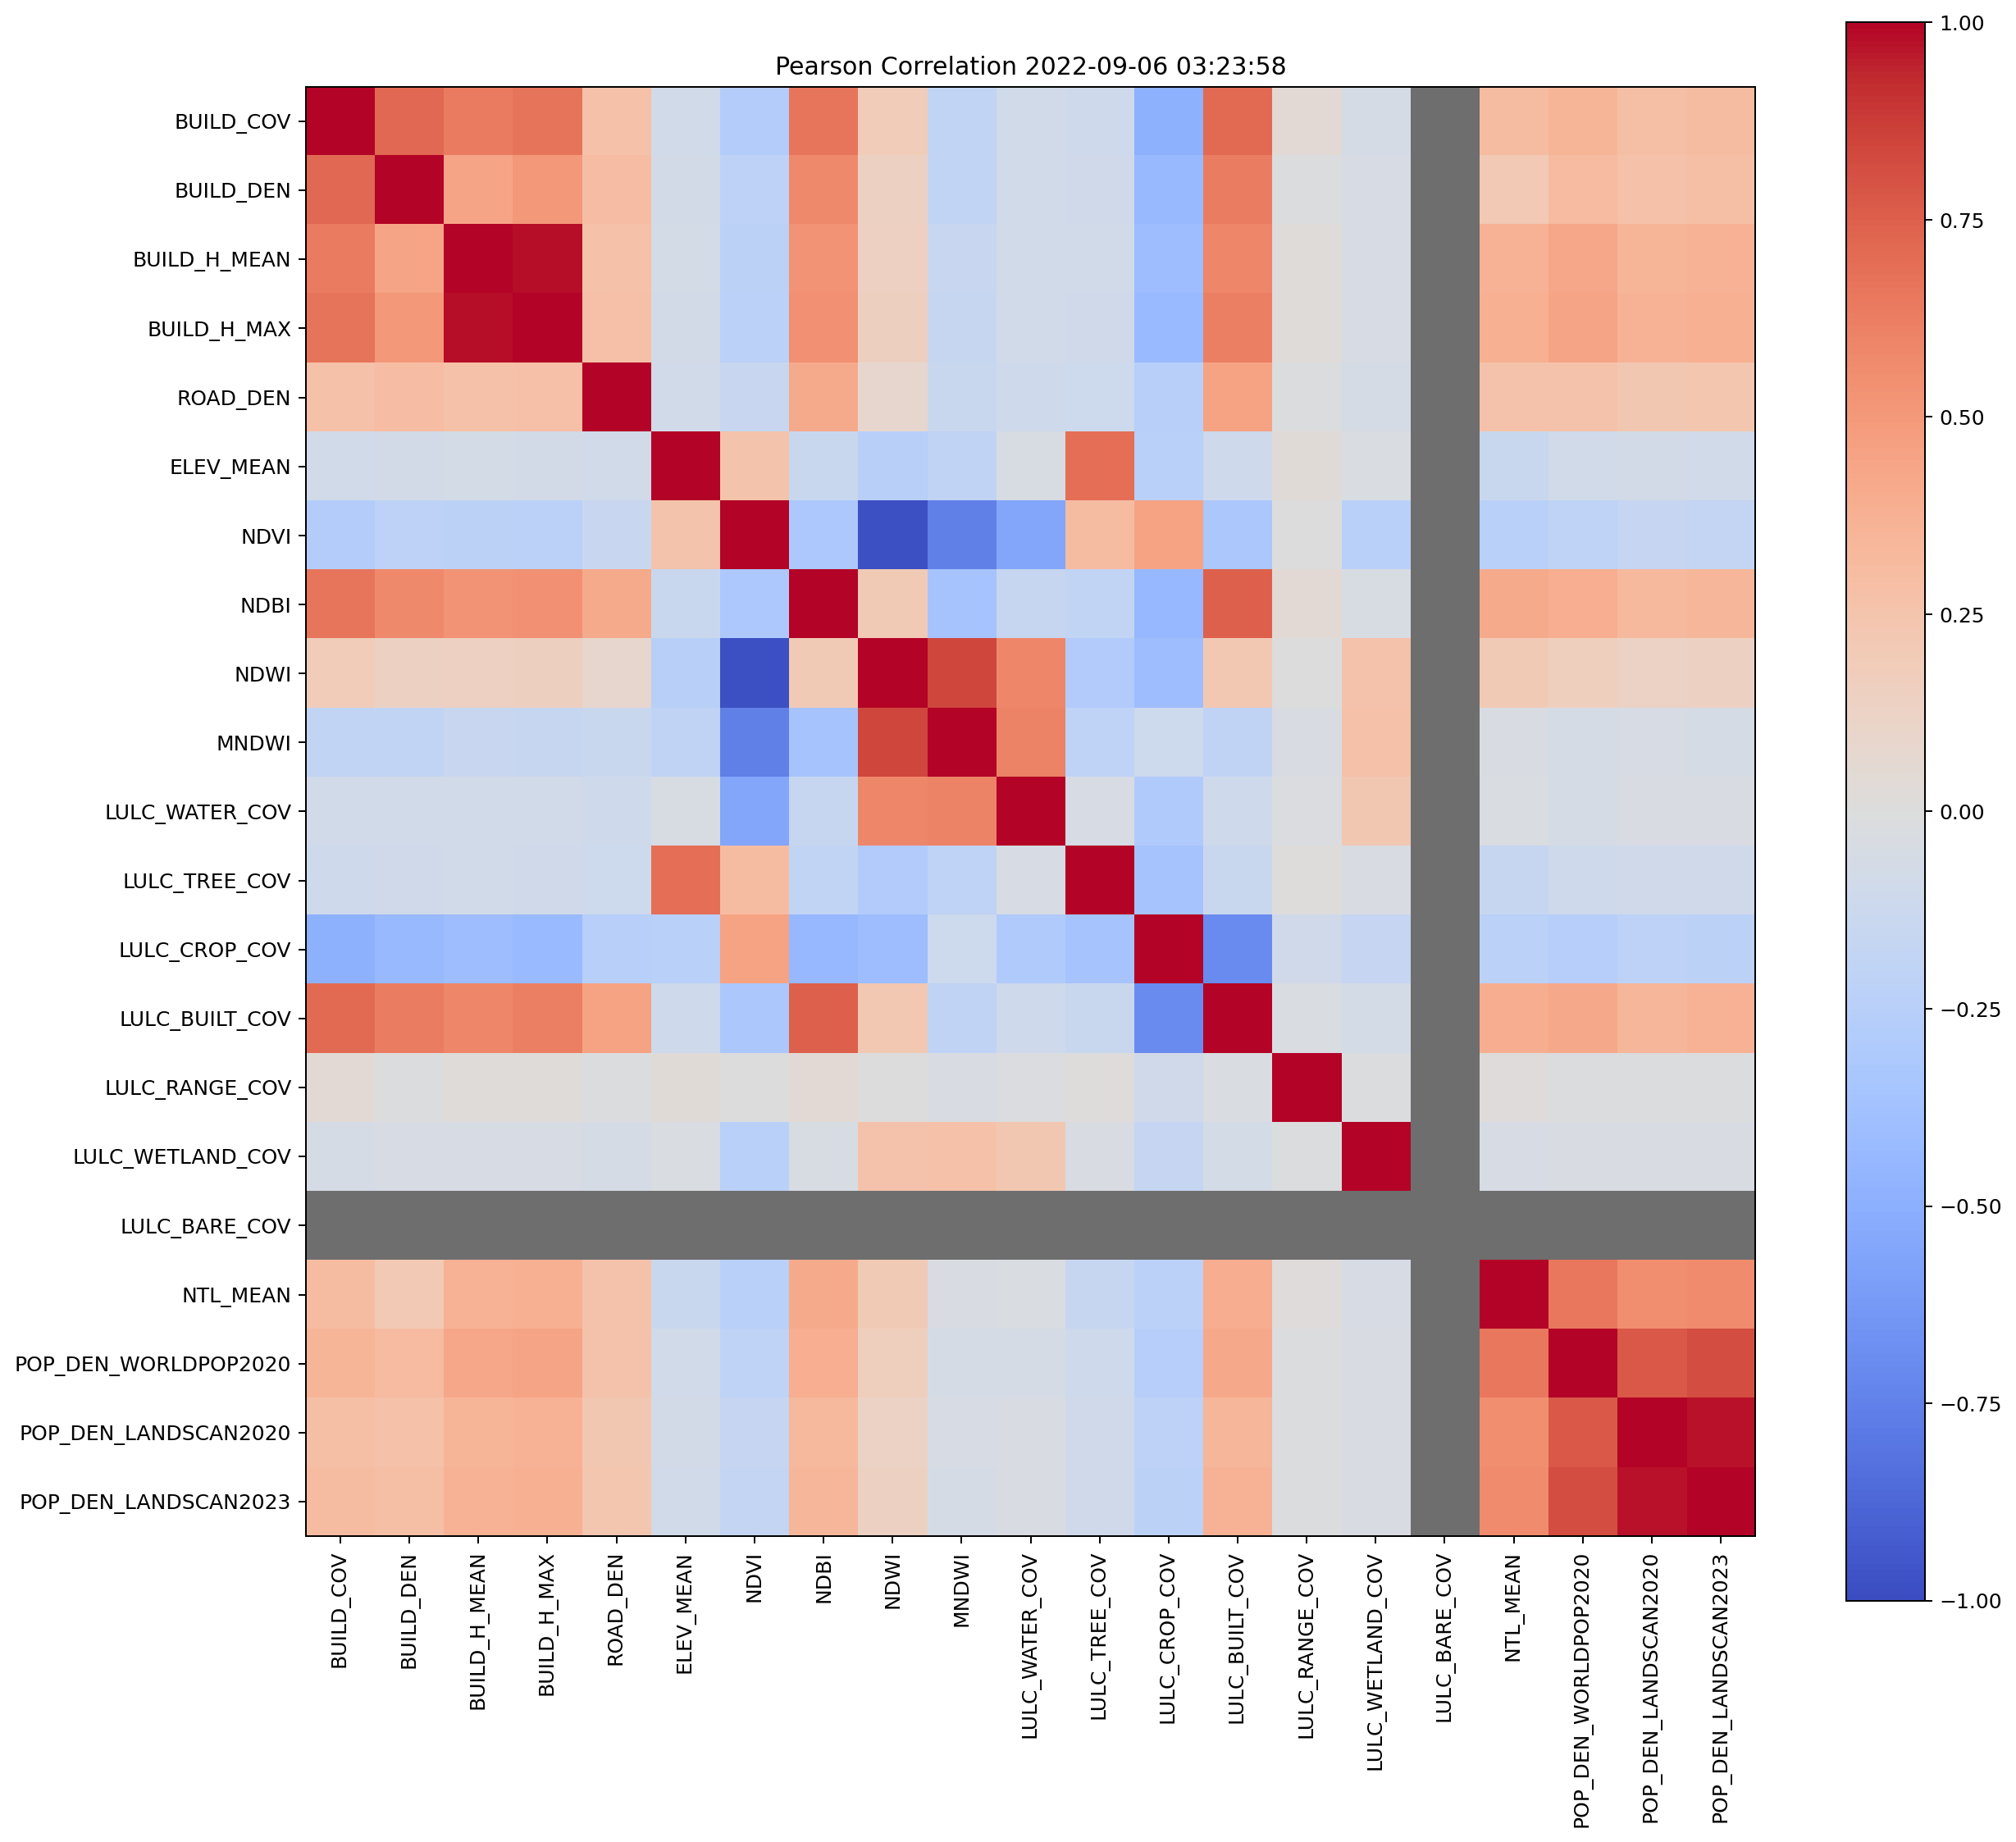 Pearson Correlation 2022-09-06 03:23:58
BUILD_COV
BUILD_DEN
BUILD_H_MEAN
BUILD_H_MAX
ROAD_DEN
ELEV_MEAN
NDVI
NDBI
NDWI
MNDWI
LULC_WATER_COV
LULC_TREE_COV
LULC_CROP_COV
LULC_BUILT_COV
LULC_RANGE_COV
LULC_WETLAND_COV
LULC_BARE_COV
NTL_MEAN
POP_DEN_WORLDPOP2020
POP_DEN_LANDSCAN2020
POP_DEN_LANDSCAN2023
BUILD_COV
BUILD_DEN
BUILD_H_MEAN
BUILD_H_MAX
ROAD_DEN
ELEV_MEAN
NDVI
NDBI
NDWI
MNDWI
LULC_WATER_COV
LULC_TREE_COV
LULC_CROP_COV
LULC_BUILT_COV
LULC_RANGE_COV
LULC_WETLAND_COV
LULC_BARE_COV
NTL_MEAN
POP_DEN_WORLDPOP2020
POP_DEN_LANDSCAN2020
POP_DEN_LANDSCAN2023
1.00
0.75
0.50
0.25
0.00
−0.25
−0.50
−0.75
−1.00